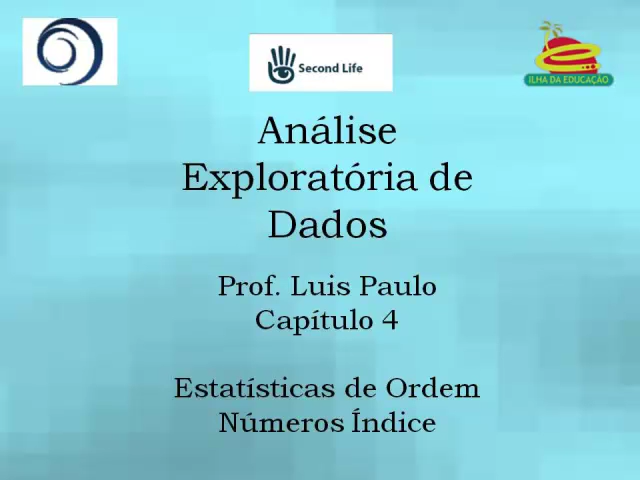 Second Life
ILHA DA EDUCAÇÃO
Análise
Exploratória de
Dados
Prof. Luis Paulo
Capítulo 4
Estatísticas de Ordem
Números Índice